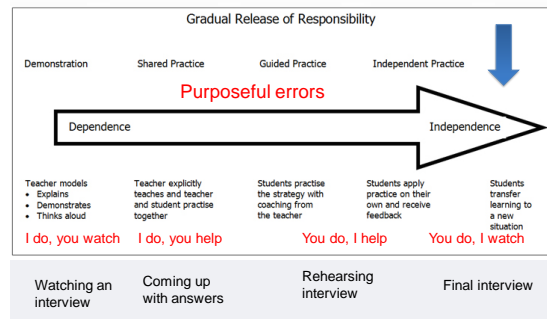 Gradual Release of Responsibility
Demonstration
Shared Practice
Guided Practice
Independent Practice
Purposeful errors
Dependence
Independence
Teacher models
• Explains
• Demonstrates
• Thinks aloud
Teacher explicitly
teaches and teacher
and student practise
together
Students practise
the strategy with
coaching from
the teacher
Students apply
practice on their
own and receive
feedback
Students
transfer
learning to
a new
situation
I do, you watch
I do, you help
You do, I help
You do, I watch
Watching an
interview
Coming up
with answers
Rehearsing
interview
Final interview